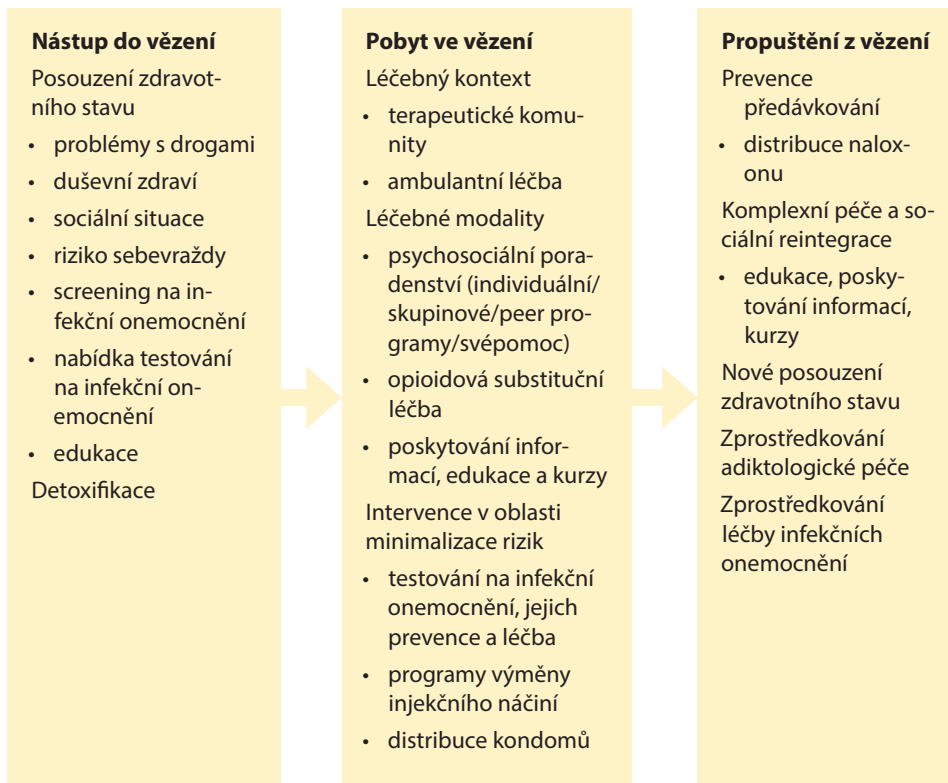 Nástup do vězení
Posouzení zdravot-
ního stavu
• problémy s drogami
• duševní zdraví
• sociální situace
• riziko sebevraždy
• screening na in-
fekční onemocnění
• nabídka testování
na infekční on-
emocnění
• edukace
Detoxifikace
Pobyt ve vězení
Léčebný kontext
• terapeutické komu-
nity
• ambulantní léčba
Léčebné modality
• psychosociální pora-
denství (individuální/
skupinové/peer pro-
gramy/svépomoc)
• opioidová substituční
léčba
• poskytování infor-
mací, edukace a kurzy
Intervence v oblasti
minimalizace rizik
• testování na infekční
onemocnění, jejich
prevence a léčba
• programy výměny
injekčního náčiní
• distribuce kondomů
Propuštění z vězení
Prevence
předávkování
• distribuce nalox-
onu
Komplexní péče a so-
ciální reintegrace
• edukace, posky-
tování informací,
kurzy
Nové posouzení
zdravotního stavu
Zprostředkování
adiktologické péče
Zprostředkování
léčby infekčních
onemocnění